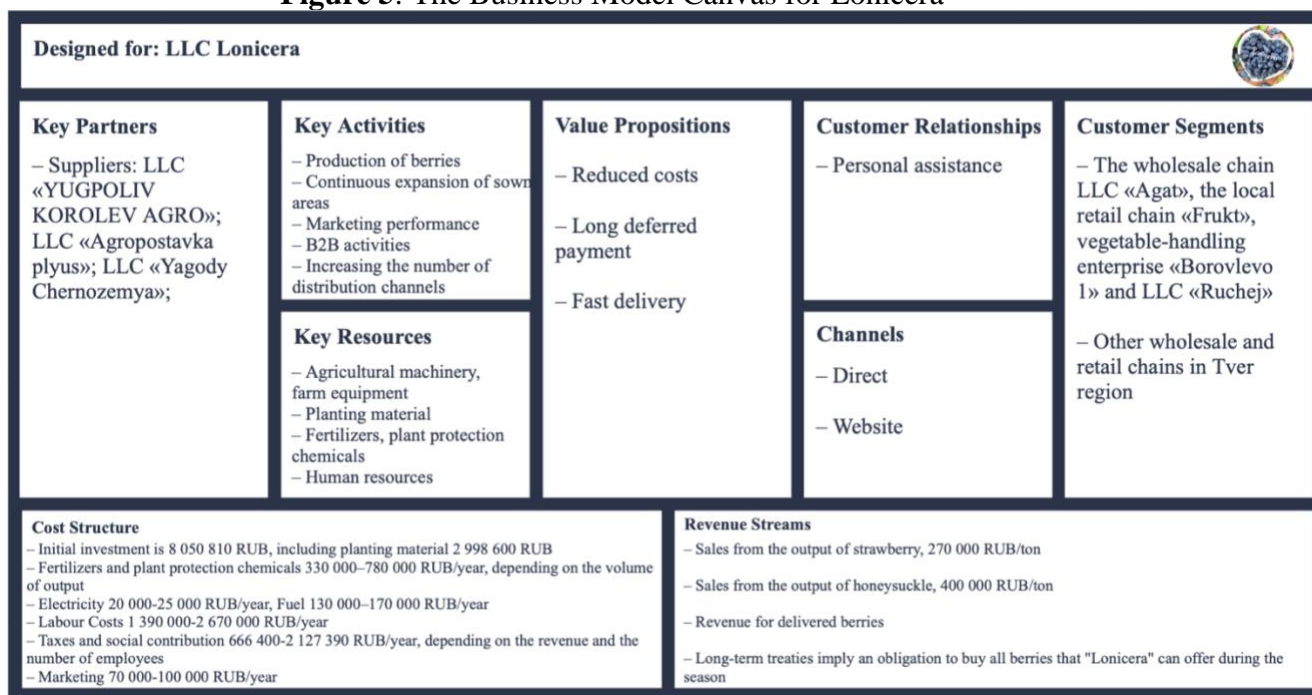 Figure 3: The Business Model Canvas for Lonicera
Designed for: LLC Lonicera
Key Partners
– Suppliers: LLC
«YUGPOLIV
KOROLEV AGRO»;
LLC «Agropostavka
plyus»; LLC «Yagody
Chernozemya»;
Key Activities
– Production of berries
– Continuous expansion of sown
areas
– Marketing performance
– B2B activities
– Increasing the number of
distribution channels
Key Resources
– Agricultural machinery,
farm equipment
– Planting material
– Fertilizers, plant protection
chemicals
– Human resources
Value Propositions
– Reduced costs
– Long deferred
payment
– Fast delivery
Customer Relationships
– Personal assistance
Channels
– Direct
– Website
Customer Segments
– The wholesale chain
LLC «Agat», the local
retail chain «Frukt»,
vegetable-handling
enterprise «Borovlevo
1» and LLC «Ruchej»
– Other wholesale and
retail chains in Tver
region
Cost Structure
– Initial investment is 8 050 810 RUB, including planting material 2 998 600 RUB
– Fertilizers and plant protection chemicals 330 000–780 000 RUB/year, depending on the volume
of output
– Electricity 20 000-25 000 RUB/year, Fuel 130 000–170 000 RUB/year
– Labour Costs 1 390 000-2 670 000 RUB/year
– Taxes and social contribution 666 400-2 127 390 RUB/year, depending on the revenue and the
number of employees
– Marketing 70 000-100 000 RUB/year
Revenue Streams
– Sales from the output of strawberry, 270 000 RUB/ton
– Sales from the output of honeysuckle, 400 000 RUB/ton
– Revenue for delivered berries
– Long-term treaties imply an obligation to buy all berries that "Lonicera" can offer during the
season